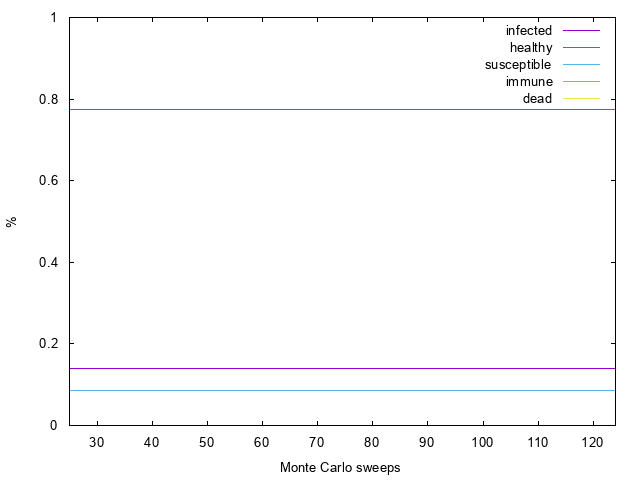 1
0.8
0.6
0.4
0.2
0
%
infected
healthy
susceptible
immune
dead
30 40 50 60 70 80 90 100 110 120
Monte Carlo sweeps